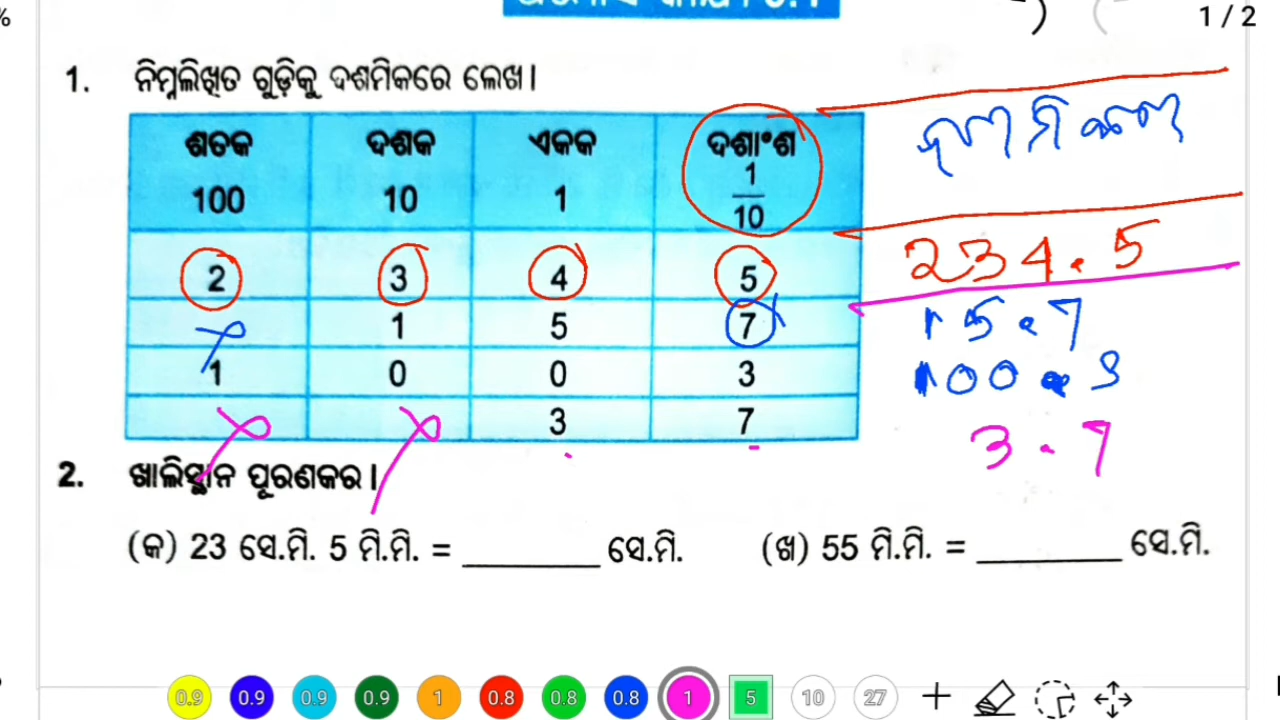 1 / 2
1. ନିମ୍ନଲିଖିତ ଗୁଡ଼ିକୁ ଦଶମିକରେ ଲେଖ।
ଶତକ ଦଶକ ଏକକ ଦଶାଂଶ
100 10 1 1/10
2 3 4 5 234.5
1 5 7 15.7
1 0 0 3 100.3
3 7 3.7
2. ଖାଲିସ୍ଥାନ ପୂରଣକର।
(କ) 23 ସେ.ମି. 5 ମି.ମି. = ________ ସେ.ମି. (ଖ) 55 ମି.ମି. = ________ ସେ.ମି.
0.9 0.9 0.9 0.9 1 0.8 0.8 0.8 1 5 10 27